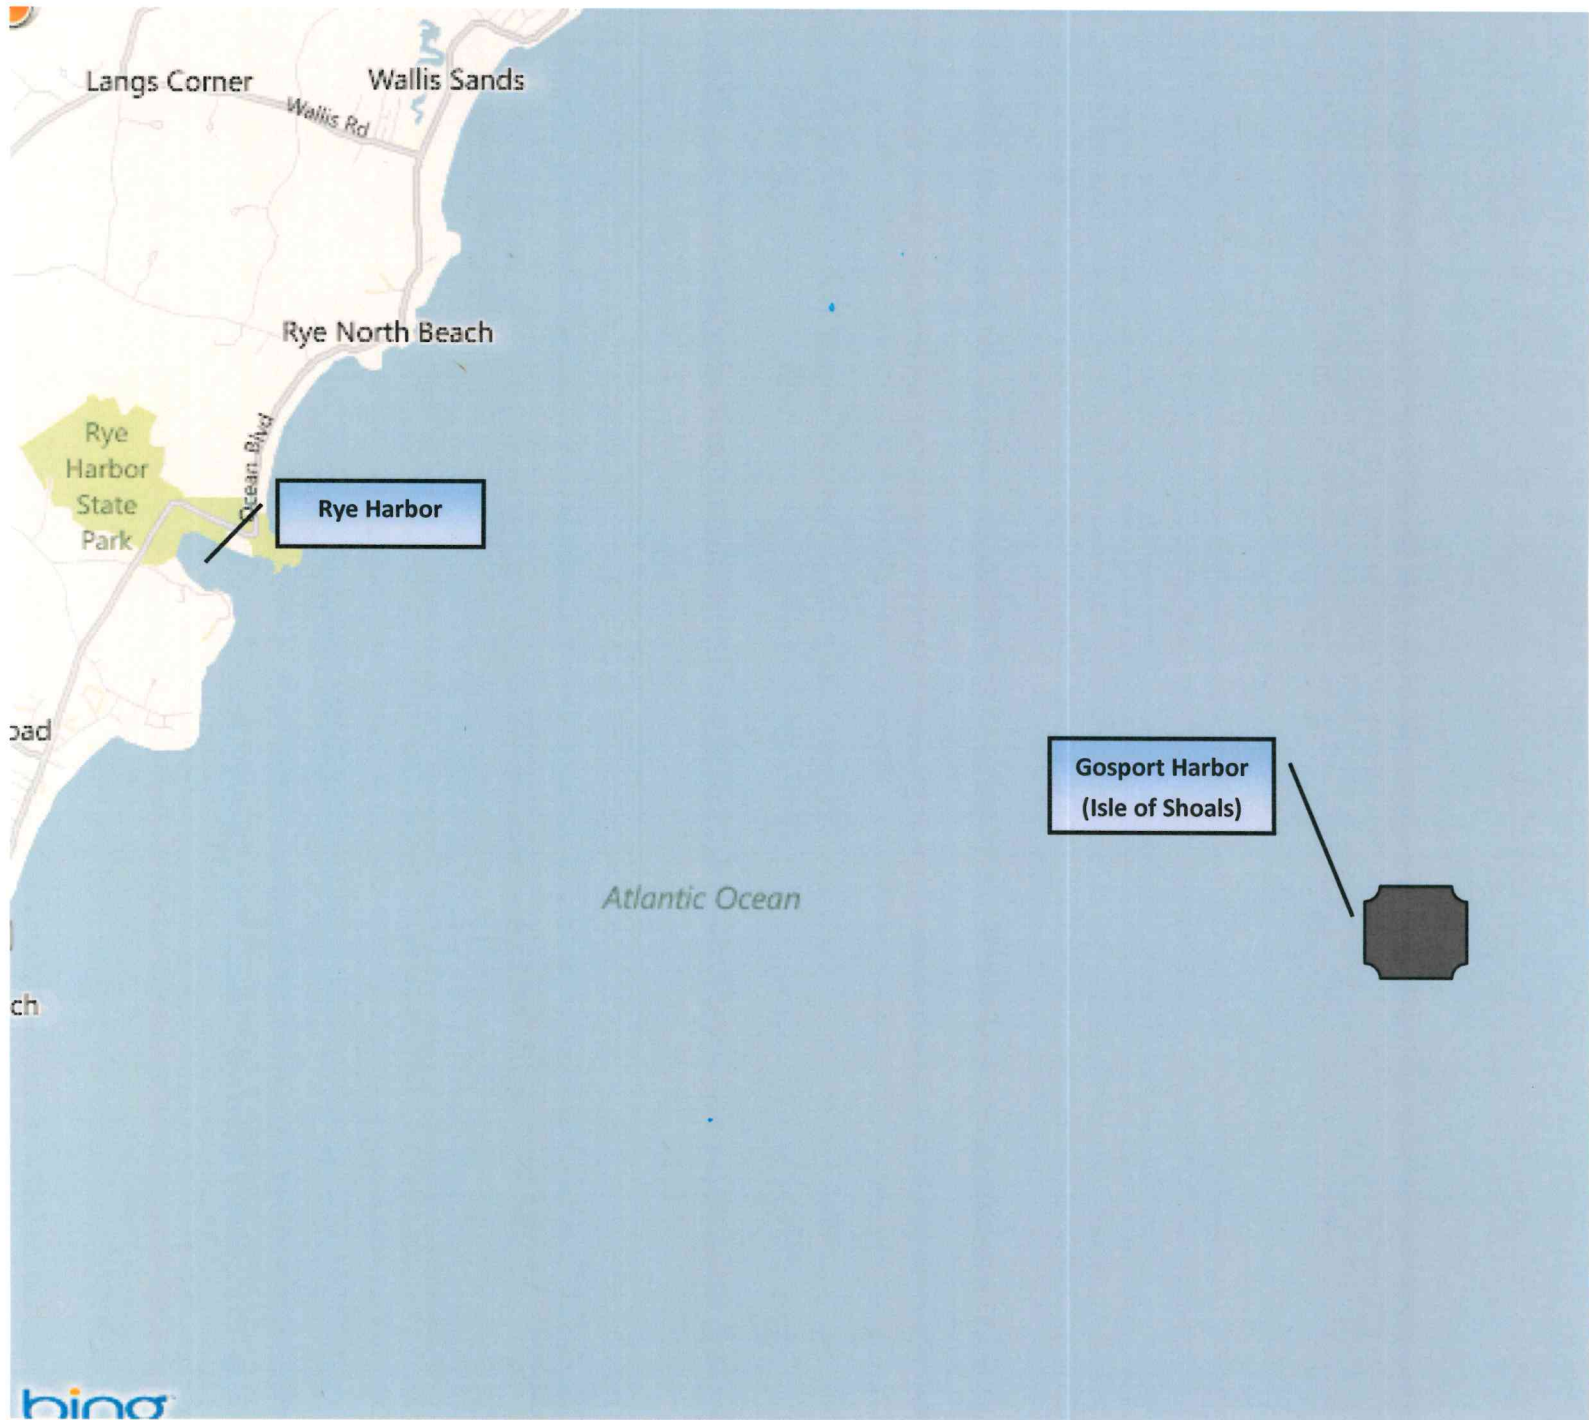 Langs Corner
Wallis Sands
Wallis Rd
Rye North Beach
Rye
Harbor
State
Park
Ocean Blvd
Rye Harbor
Gosport Harbor
(Isle of Shoals)
oad
Atlantic Ocean
ch
bing